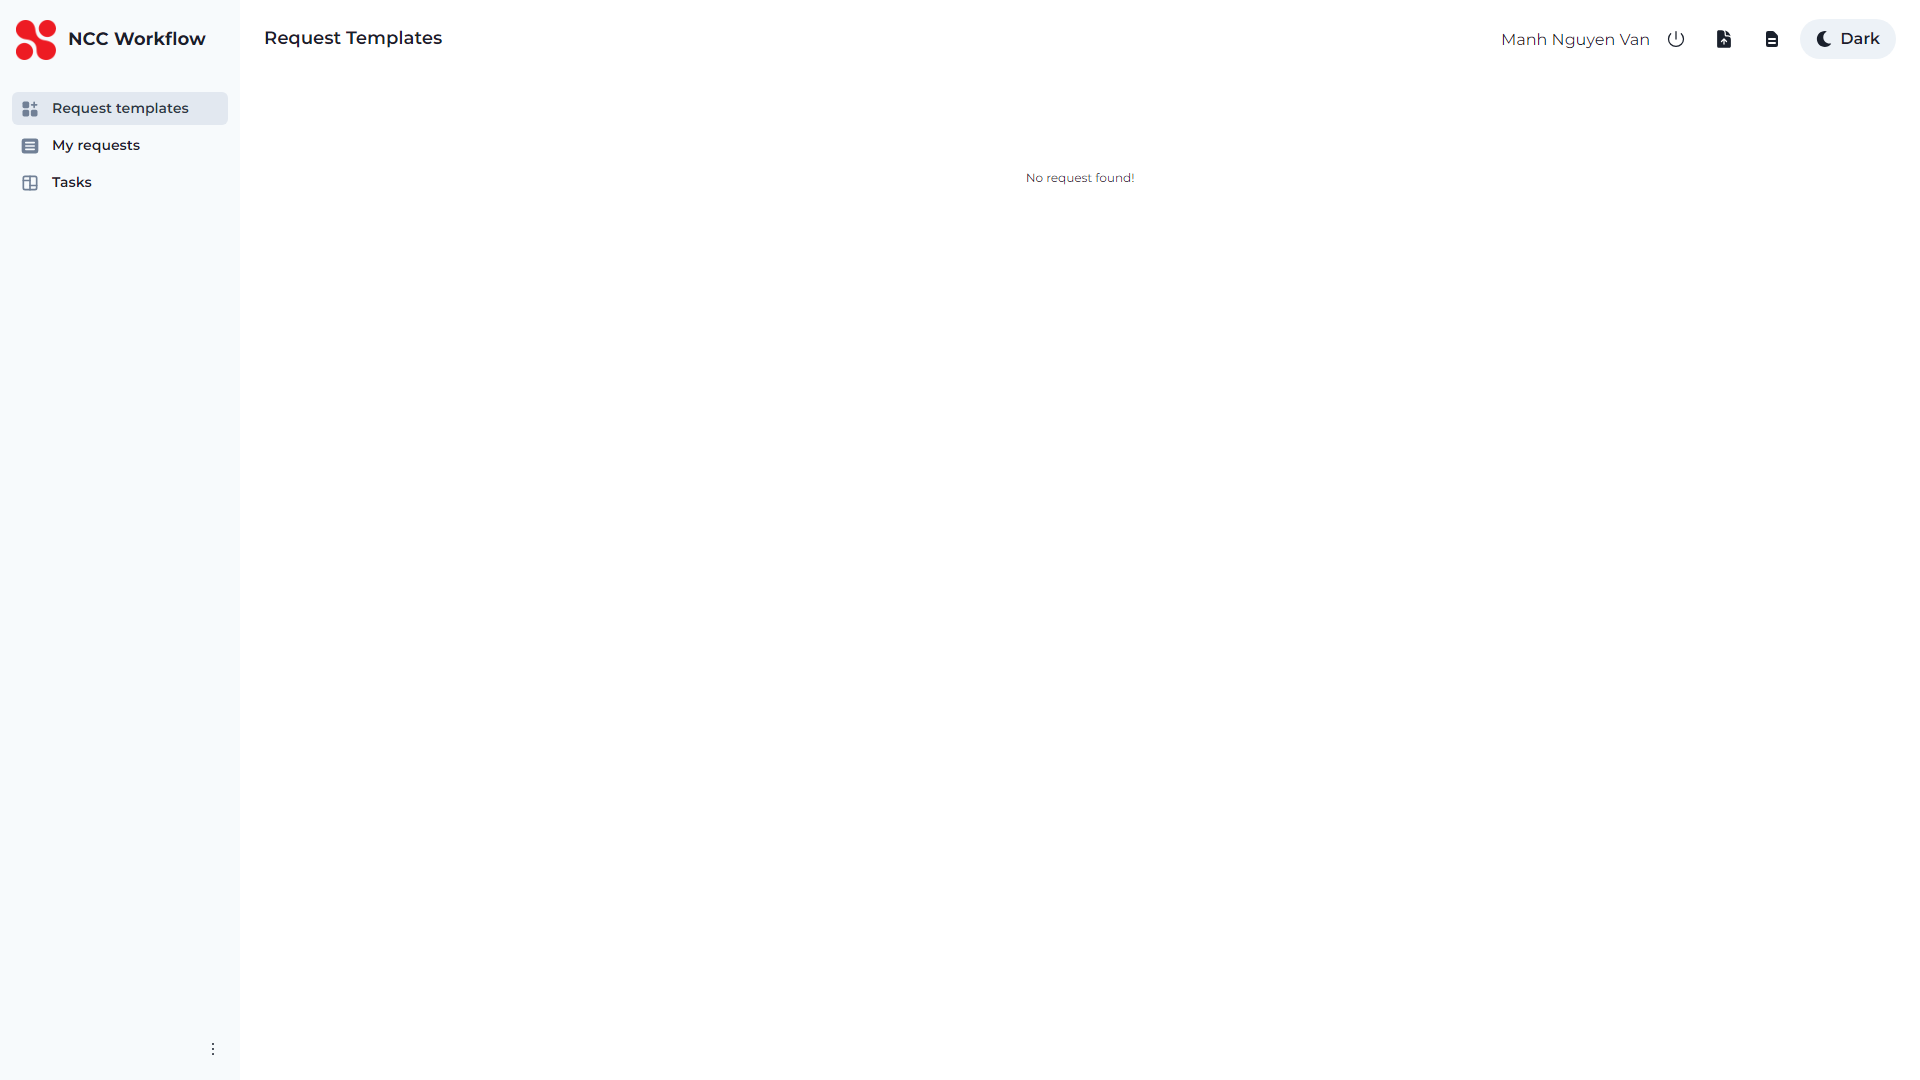 NCC Workflow
Request templates
My requests
Tasks
Request Templates
Manh Nguyen Van
Dark
No request found!